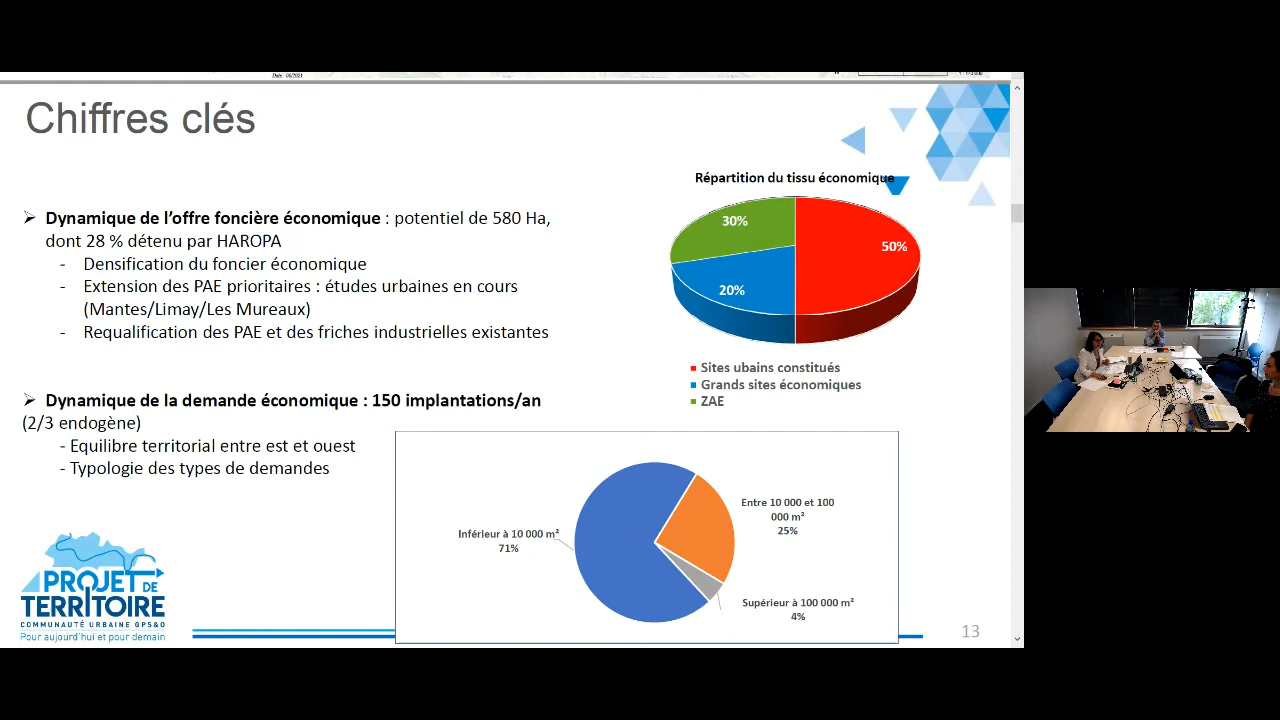 Date : 06/2021
Chiffres clés
➢ Dynamique de l'offre foncière économique : potentiel de 580 Ha,
dont 28 % détenu par HAROPA
- Densification du foncier économique
- Extension des PAE prioritaires : études urbaines en cours
(Mantes/Limay/Les Mureaux)
- Requalification des PAE et des friches industrielles existantes
➢ Dynamique de la demande économique : 150 implantations/an
(2/3 endogène)
- Equilibre territorial entre est et ouest
- Typologie des types de demandes
Répartition du tissu économique
30%
50%
20%
Sites ubains constitués
Grands sites économiques
ZAE
Inférieur à 10 000 m²
71%
Entre 10 000 et 100
000 m²
25%
Supérieur à 100 000 m²
4%
PROJET DE
TERRITOIRE
COMMUNAUTÉ URBAINE GPS&O
Pour aujourd'hui et pour demain
13